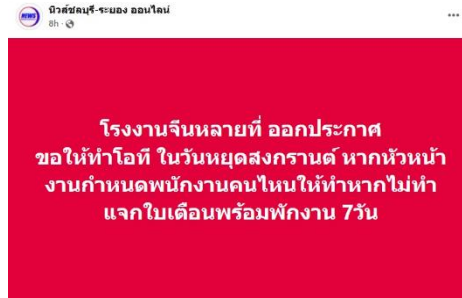 NEWS
นิวส์ชลบุรี-ระยอง ออนไลน์
8h ·
โรงงานจีนหลายที่ ออกประกาศ
ขอให้ทำโอที ในวันหยุดสงกรานต์ หากหัวหน้า
งานกำหนดพนักงานคนไหนให้ทำหากไม่ทำ
แจกใบเตือนพร้อมพักงาน 7วัน